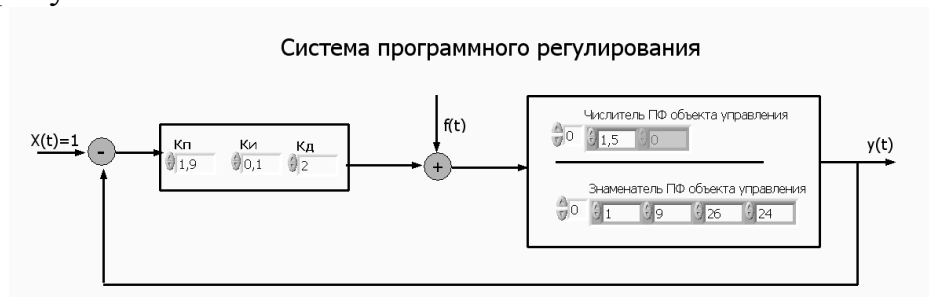 Система программного регулирования
X(t)=1
-
Кп Ки Кд
1,9 0,1 2
f(t)
+
Числитель ПФ объекта управления
0 1,5 0
Знаменатель ПФ объекта управления
0 1 9 26 24
y(t)